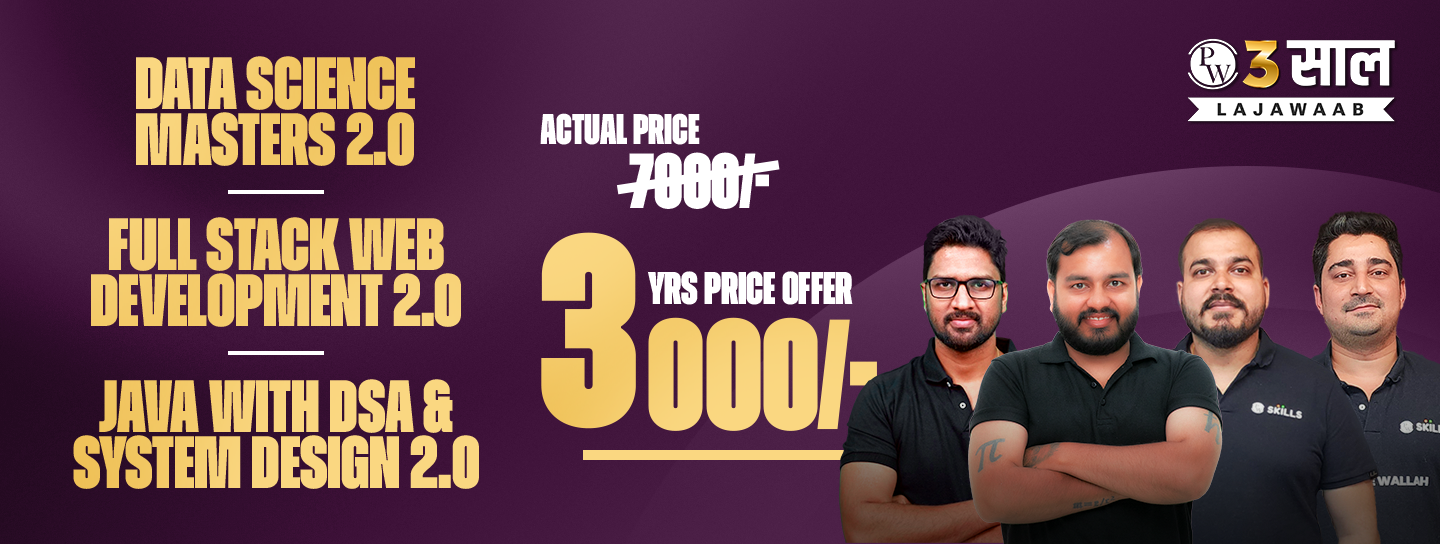 DATA SCIENCE
MASTERS 2.0
FULL STACK WEB
DEVELOPMENT 2.0
JAVA WITH DSA &
SYSTEM DESIGN 2.0
ACTUAL PRICE
7000/-
3 YRS PRICE OFFER
000/-
PW 3 साल
LAJAWAAB
SKILLS
SKILL
WALLAH